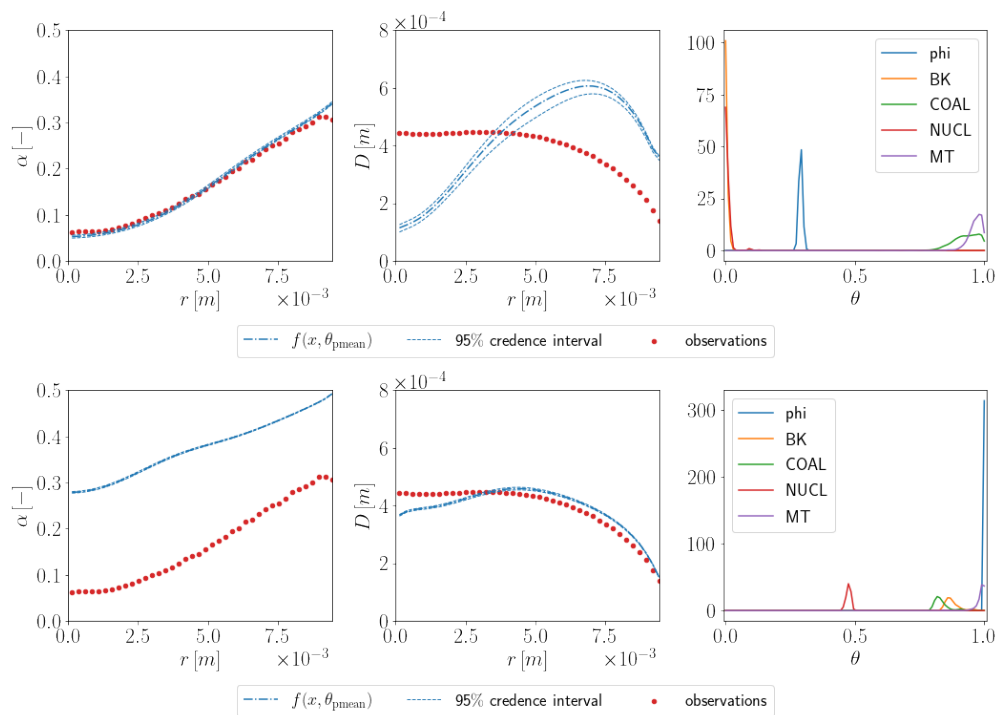 ×10⁻⁴
0.5
0.4
0.3
0.2
0.1
0.0
α [−]
0.0 2.5 5.0 7.5
r [m] ×10⁻³
8
6
4
2
0
D [m]
0.0 2.5 5.0 7.5
r [m] ×10⁻³
100
75
50
25
0
phi
BK
COAL
NUCL
MT
0.0 0.5 1.0
θ
f(x, θpmean) 95% credence interval observations
×10⁻⁴
0.5
0.4
0.3
0.2
0.1
0.0
α [−]
0.0 2.5 5.0 7.5
r [m] ×10⁻³
8
6
4
2
0
D [m]
0.0 2.5 5.0 7.5
r [m] ×10⁻³
300
200
100
0
phi
BK
COAL
NUCL
MT
0.0 0.5 1.0
θ
f(x, θpmean) 95% credence interval observations